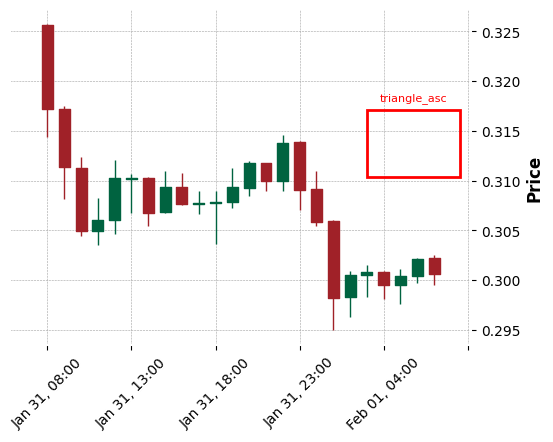 0.325
0.320
triangle_asc
0.315
0.310
0.305
0.300
0.295
Price
Jan 31, 08:00
Jan 31, 13:00
Jan 31, 18:00
Jan 31, 23:00
Feb 01, 04:00